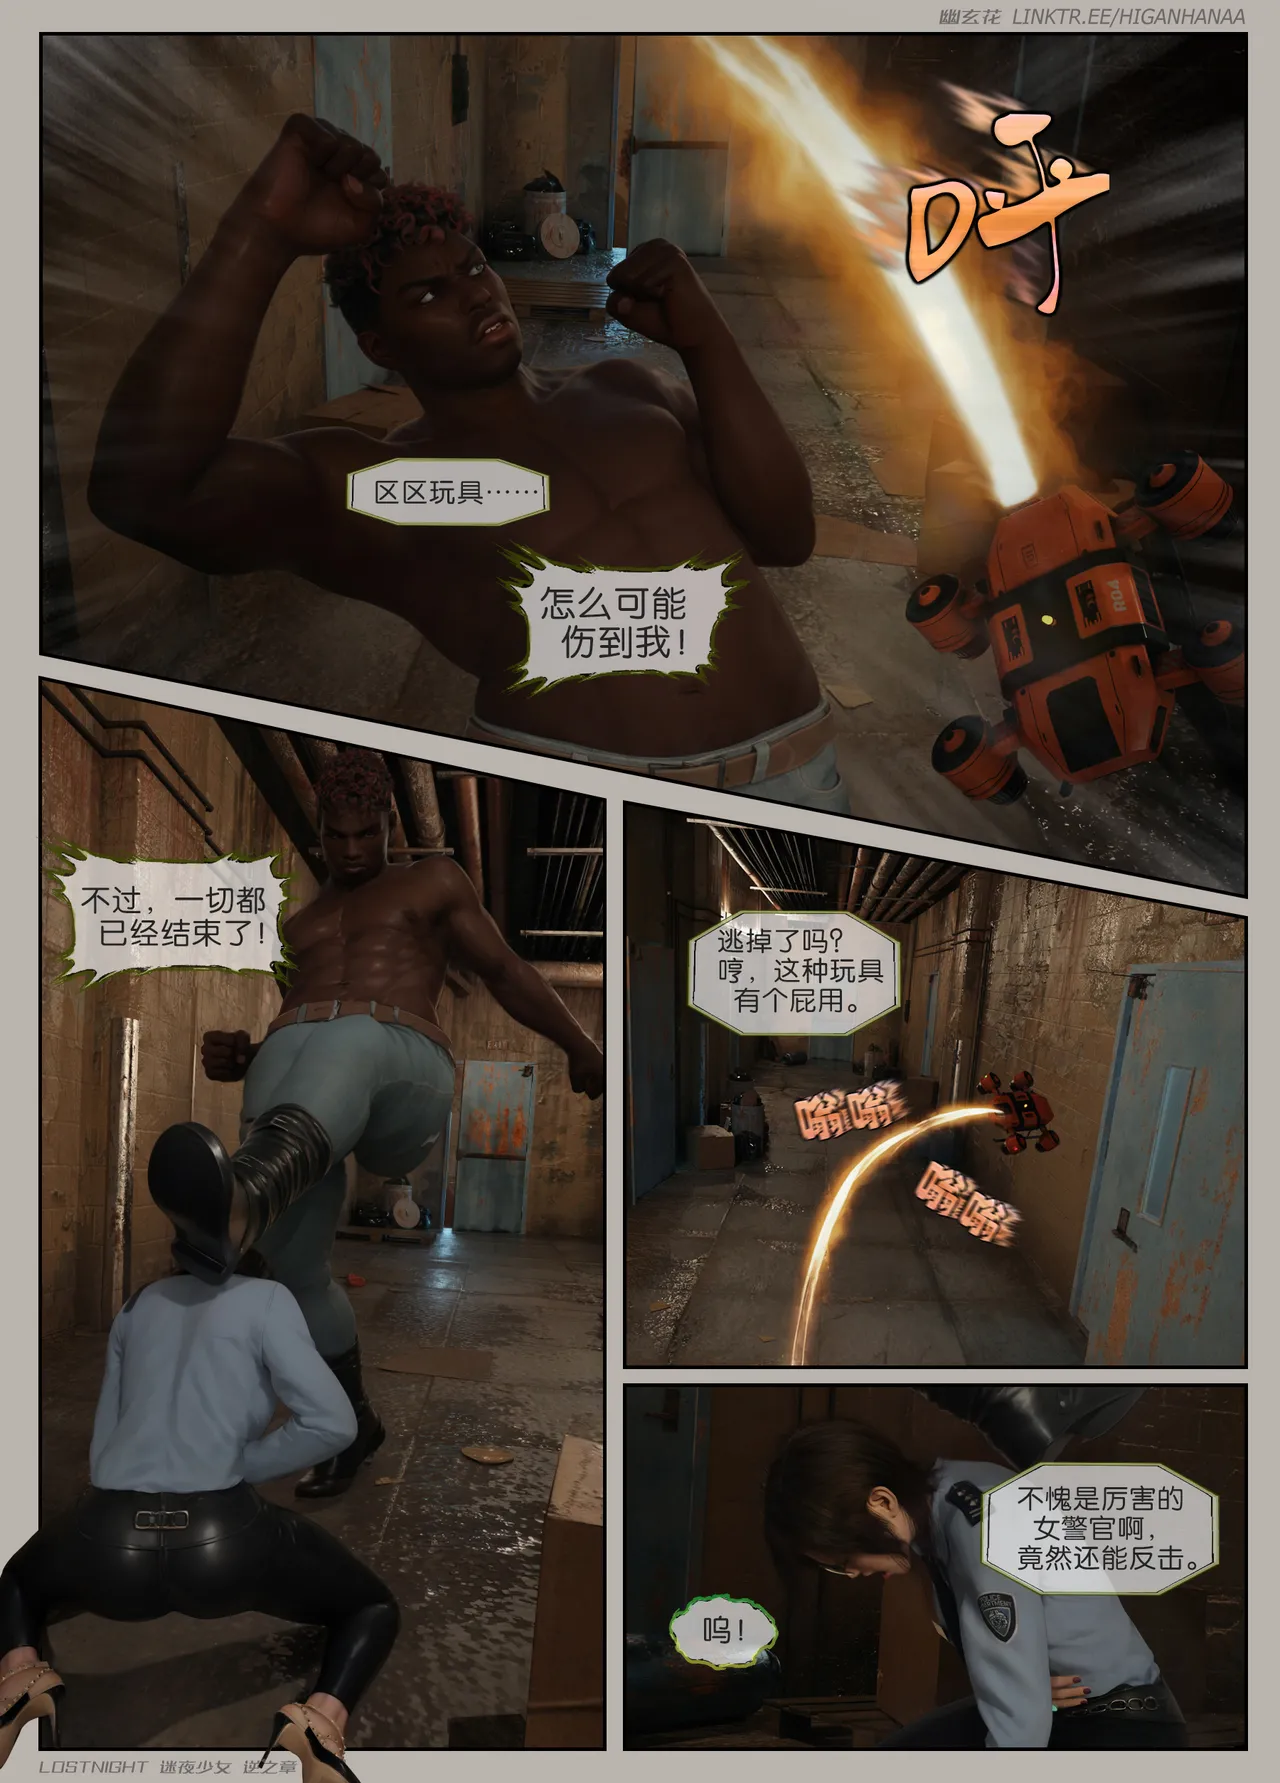 幽玄花 LINKTR.EE/HIGANHANAA
呼
区区玩具……
怎么可能
伤到我！
R04
不过，一切都
已经结束了！
逃掉了吗？
哼，这种玩具
有个屁用。
嗡嗡
嗡嗡
不愧是厉害的
女警官啊，
竟然还能反击。
呜！
LOSTNIGHT 迷夜少女 逆之章